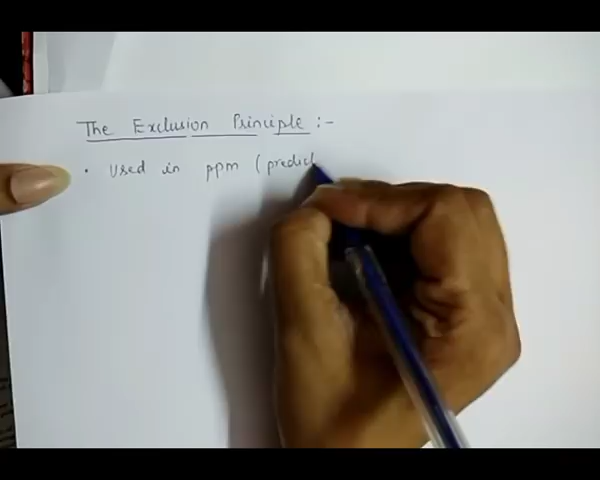 The Exclusion Principle :-
• Used in ppm (predict